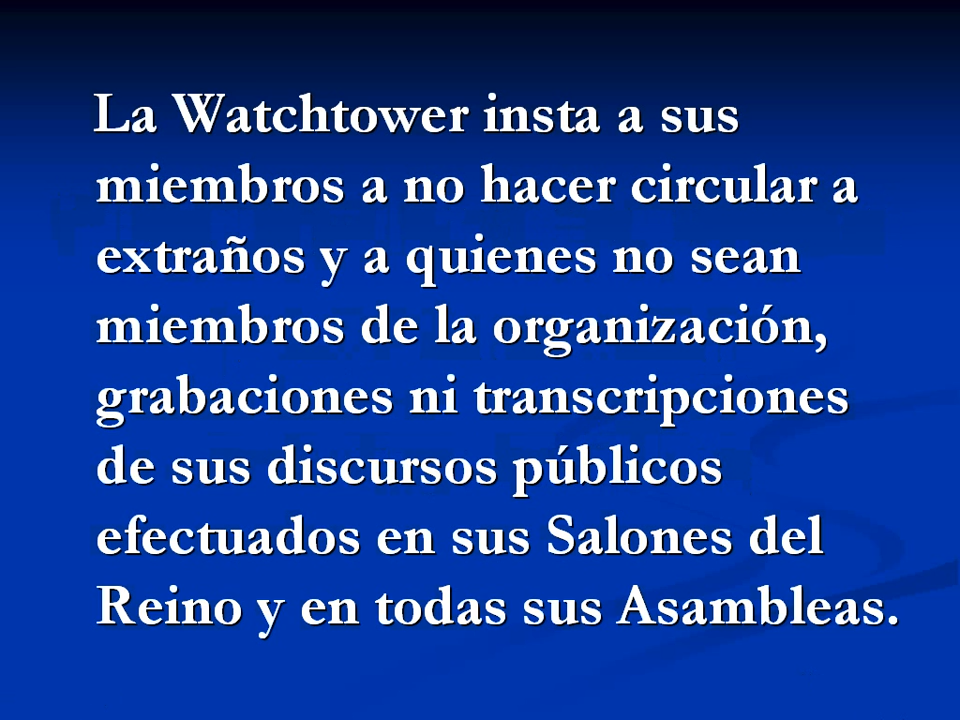 La Watchtower insta a sus
miembros a no hacer circular a
extraños y a quienes no sean
miembros de la organización,
grabaciones ni transcripciones
de sus discursos públicos
efectuados en sus Salones del
Reino y en todas sus Asambleas.